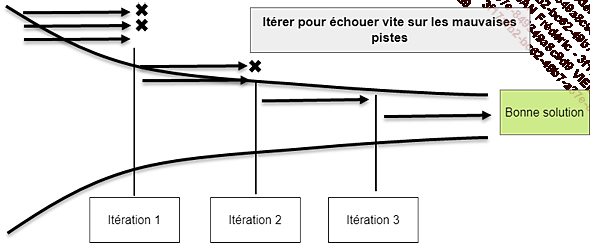 Itérer pour échouer vite sur les mauvaises
pistes
Bonne solution
Itération 1
Itération 2
Itération 3